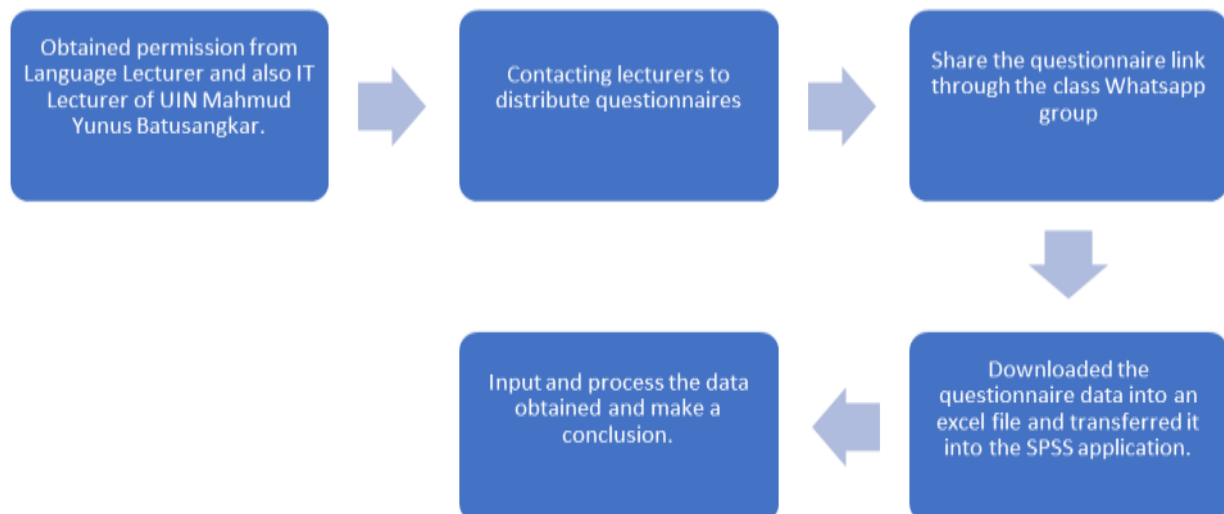 Obtained permission from
Language Lecturer and also IT
Lecturer of UIN Mahmud
Yunus Batusangkar.
Contacting lecturers to
distribute questionnaires
Share the questionnaire link
through the class Whatsapp
group
Downloaded the
questionnaire data into an
excel file and transferred it
into the SPSS application.
Input and process the data
obtained and make a
conclusion.